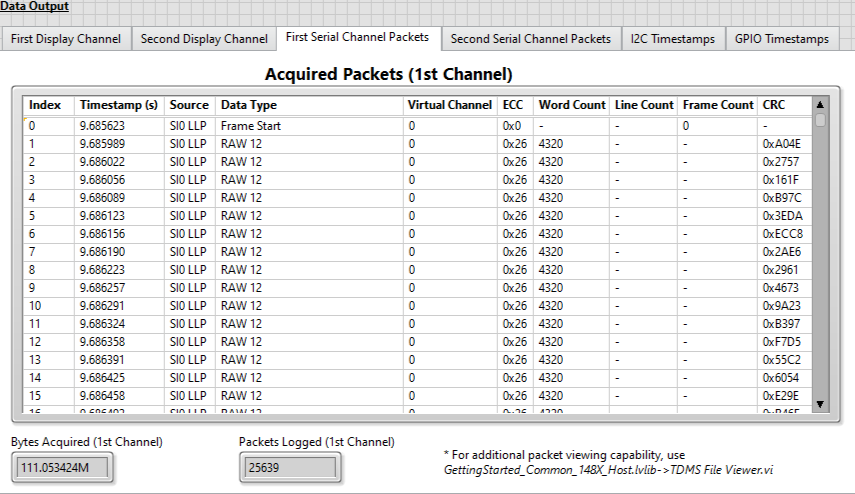 Data Output
First Display Channel Second Display Channel First Serial Channel Packets Second Serial Channel Packets I2C Timestamps GPIO Timestamps
Acquired Packets (1st Channel)
Index Timestamp (s) Source Data Type Virtual Channel ECC Word Count Line Count Frame Count CRC
0 9.685623 SI0 LLP Frame Start 0 0x0 - - 0 -
1 9.685989 SI0 LLP RAW 12 0 0x26 4320 - - 0xA04E
2 9.686022 SI0 LLP RAW 12 0 0x26 4320 - - 0x2757
3 9.686056 SI0 LLP RAW 12 0 0x26 4320 - - 0x161F
4 9.686089 SI0 LLP RAW 12 0 0x26 4320 - - 0xB97C
5 9.686123 SI0 LLP RAW 12 0 0x26 4320 - - 0x3EDA
6 9.686156 SI0 LLP RAW 12 0 0x26 4320 - - 0xECC8
7 9.686190 SI0 LLP RAW 12 0 0x26 4320 - - 0x2AE6
8 9.686223 SI0 LLP RAW 12 0 0x26 4320 - - 0x2961
9 9.686257 SI0 LLP RAW 12 0 0x26 4320 - - 0x4673
10 9.686291 SI0 LLP RAW 12 0 0x26 4320 - - 0x9A23
11 9.686324 SI0 LLP RAW 12 0 0x26 4320 - - 0xB397
12 9.686358 SI0 LLP RAW 12 0 0x26 4320 - - 0xF7D5
13 9.686391 SI0 LLP RAW 12 0 0x26 4320 - - 0x55C2
14 9.686425 SI0 LLP RAW 12 0 0x26 4320 - - 0x6054
15 9.686458 SI0 LLP RAW 12 0 0x26 4320 - - 0xE29E
Bytes Acquired (1st Channel) Packets Logged (1st Channel)
111.053424M 25639
* For additional packet viewing capability, use
GettingStarted_Common_148X_Host.lvlib->TDMS File Viewer.vi